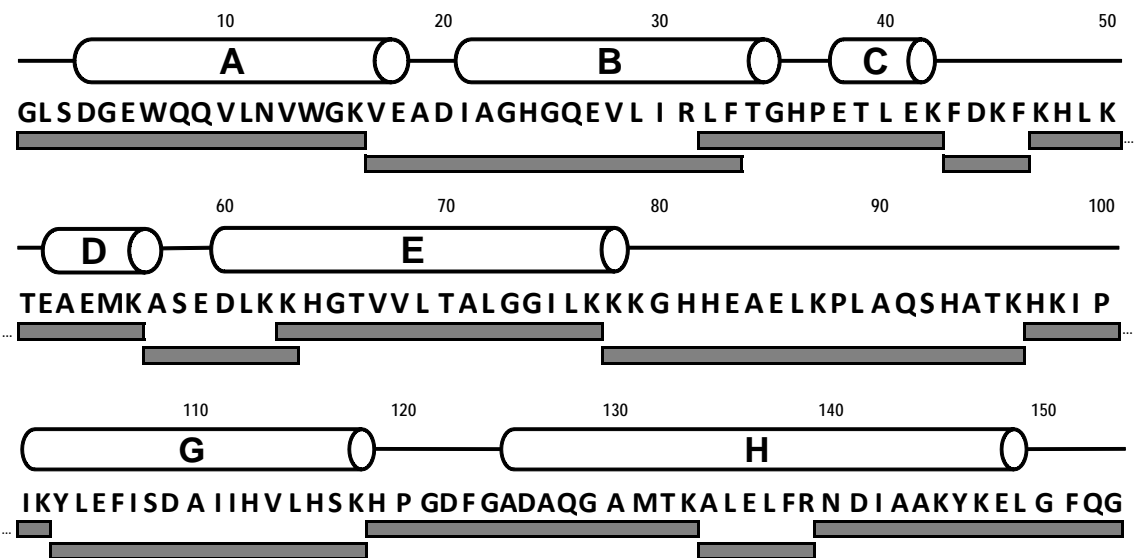 10 20 30 40 50
A B C
GLSDGEWQQVLNVWGKVEADIAGHGQEVLIRLFTGHPETLEKFDKFKHLK
...
60 70 80 90 100
D E
TEAEMKASEDLKKHGTVVLTALGGILKKKGHHEAELKPLAQSHATKHKIP
... ...
110 120 130 140 150
G H
IKYLEFISDAIIHVLHSKHPGDFGADAQGAMTKALELFRNDIAAKYKELGFQG
...